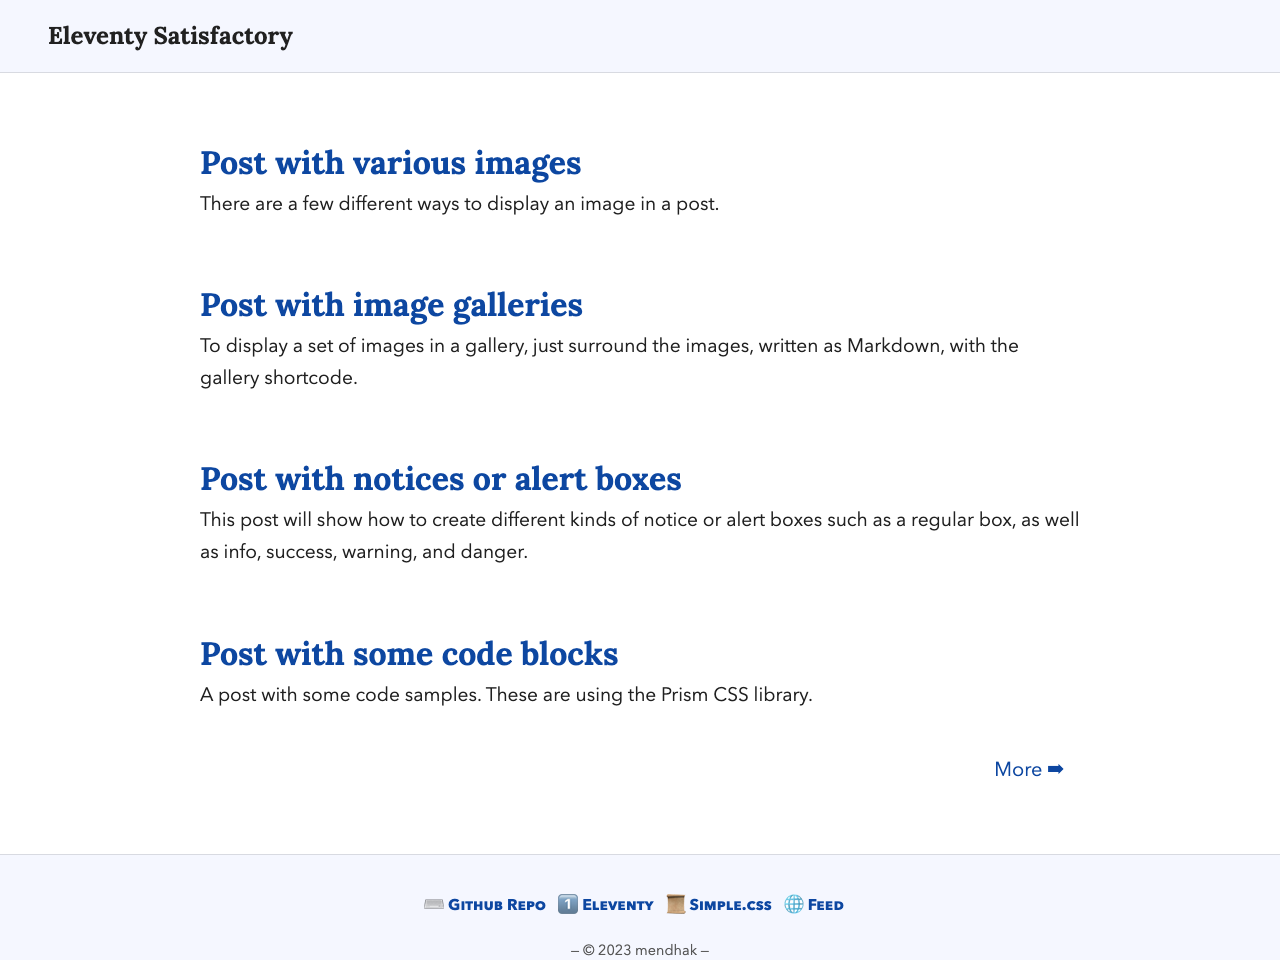 Eleventy Satisfactory
Post with various images
There are a few different ways to display an image in a post.
Post with image galleries
To display a set of images in a gallery, just surround the images, written as Markdown, with the
gallery shortcode.
Post with notices or alert boxes
This post will show how to create different kinds of notice or alert boxes such as a regular box, as well
as info, success, warning, and danger.
Post with some code blocks
A post with some code samples. These are using the Prism CSS library.
More ➡
⌨️ Github Repo 1️⃣ Eleventy 📜 Simple.css 🌐 Feed
– © 2023 mendhak –